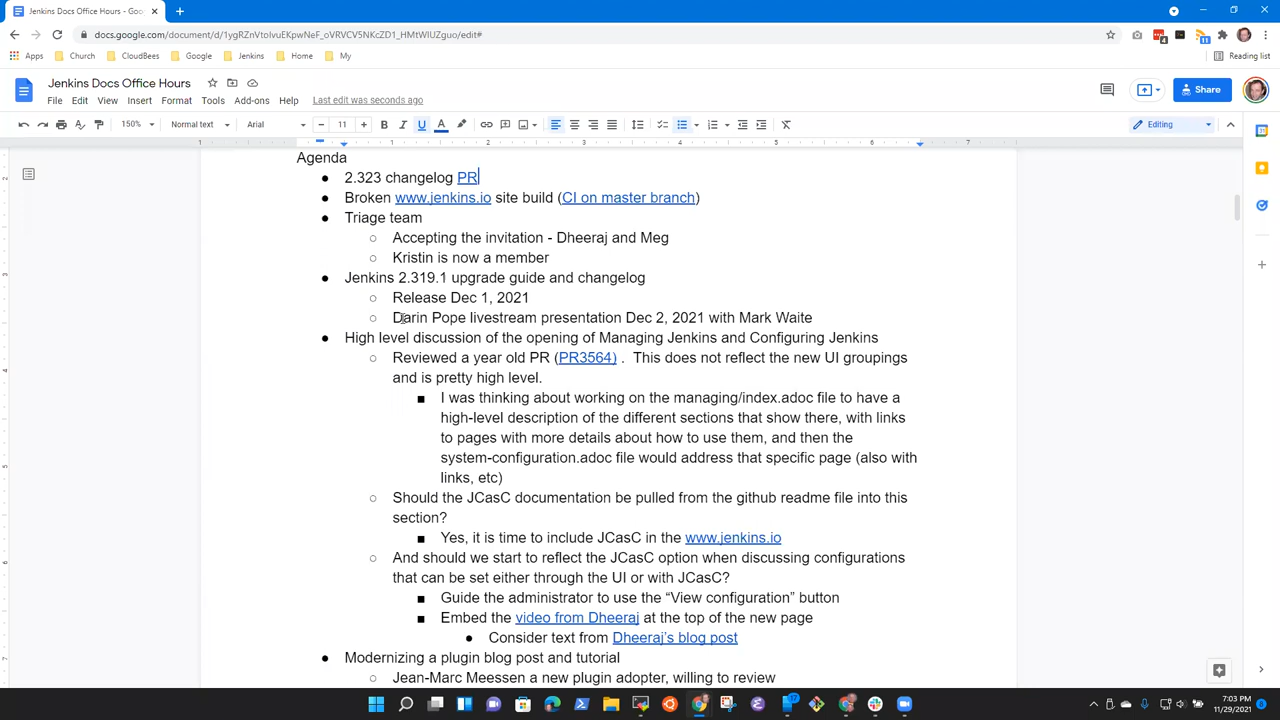 Jenkins Docs Office Hours - Goo
docs.google.com/document/d/1ygRZnVtoIvuEKpwNeF_oVRVCV5NKcZD1_HMtWIUZguo/edit#
Apps Church CloudBees Google Jenkins Home My Reading list
Jenkins Docs Office Hours
File Edit View Insert Format Tools Add-ons Help Last edit was seconds ago
Share
150% Normal text Arial 11 Editing
1 1 2 3 4 5 6 7
Agenda
2.323 changelog PR
Broken www.jenkins.io site build (CI on master branch)
Triage team
Accepting the invitation - Dheeraj and Meg
Kristin is now a member
Jenkins 2.319.1 upgrade guide and changelog
Release Dec 1, 2021
Darin Pope livestream presentation Dec 2, 2021 with Mark Waite
High level discussion of the opening of Managing Jenkins and Configuring Jenkins
Reviewed a year old PR (PR3564) . This does not reflect the new UI groupings
and is pretty high level.
I was thinking about working on the managing/index.adoc file to have a
high-level description of the different sections that show there, with links
to pages with more details about how to use them, and then the
system-configuration.adoc file would address that specific page (also with
links, etc)
Should the JCasC documentation be pulled from the github readme file into this
section?
Yes, it is time to include JCasC in the www.jenkins.io
And should we start to reflect the JCasC option when discussing configurations
that can be set either through the UI or with JCasC?
Guide the administrator to use the “View configuration” button
Embed the video from Dheeraj at the top of the new page
Consider text from Dheeraj's blog post
Modernizing a plugin blog post and tutorial
Jean-Marc Meessen a new plugin adopter, willing to review
7:03 PM
11/29/2021